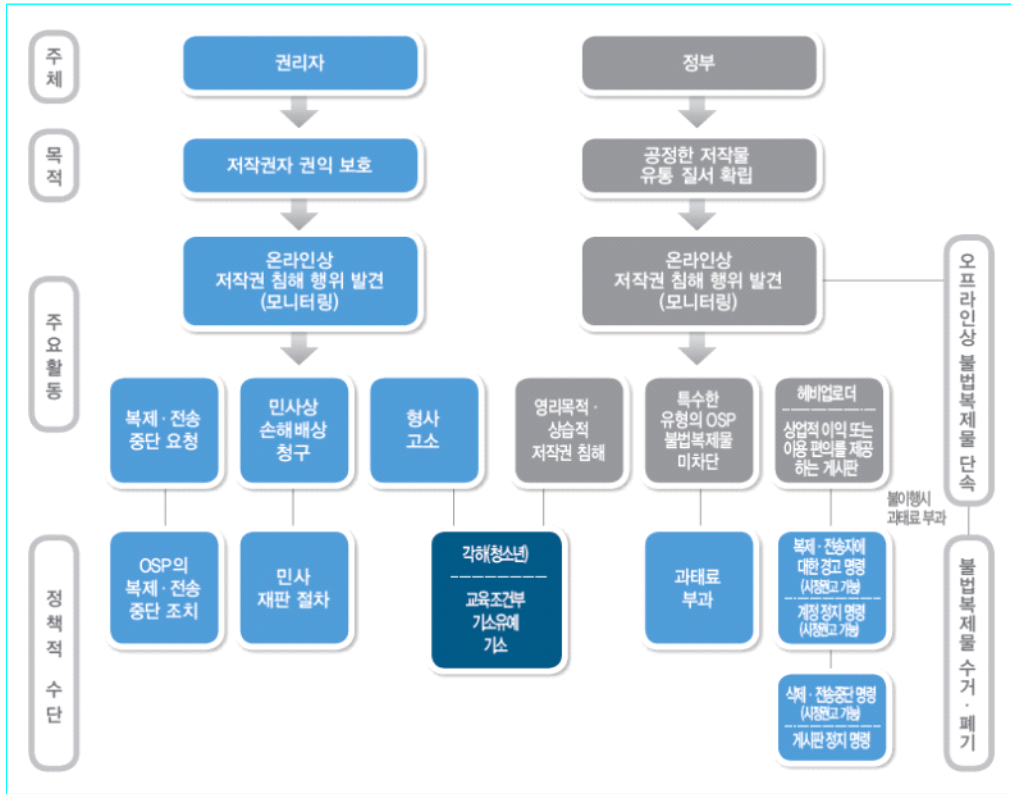 주체
권리자
정부
목적
저작권자 권익 보호
공정한 저작물
유통 질서 확립
주요활동
온라인상
저작권 침해 행위 발견
(모니터링)
온라인상
저작권 침해 행위 발견
(모니터링)
오프라인상 불법복제물 단속
복제·전송
중단 요청
민사상
손해배상
청구
형사
고소
영리목적·
상습적
저작권 침해
특수한
유형의 OSP
불법복제물
미차단
헤비업로더
상업적 이익 또는
이용 편의를 제공
하는 게시판
불이행시
과태료 부과
정책적 수단
OSP의
복제·전송
중단 조치
민사
재판 절차
각하(청소년)
교육조건부
기소유예
기소
과태료
부과
복제·전송자에
대한 경고 명령
(시정권고 가능)
계정 정지 명령
(시정권고 가능)
삭제·전송중단 명령
(시정권고 가능)
게시판 정지 명령
불법복제물 수거·폐기